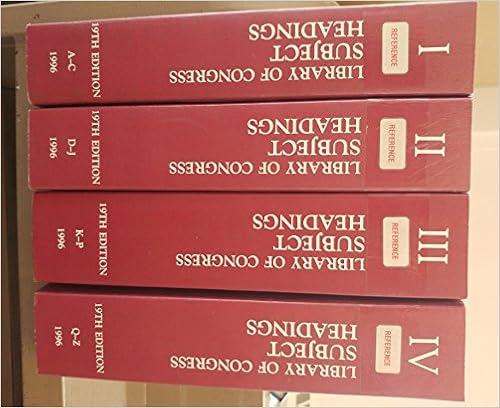 I
REFERENCE
LIBRARY OF CONGRESS
SUBJECT
HEADINGS
19TH EDITION
A-C
1996
II
REFERENCE
LIBRARY OF CONGRESS
SUBJECT
HEADINGS
19TH EDITION
D-J
1996
III
REFERENCE
LIBRARY OF CONGRESS
SUBJECT
HEADINGS
19TH EDITION
K-P
1996
IV
REFERENCE
LIBRARY OF CONGRESS
SUBJECT
HEADINGS
19TH EDITION
Q-Z
1996